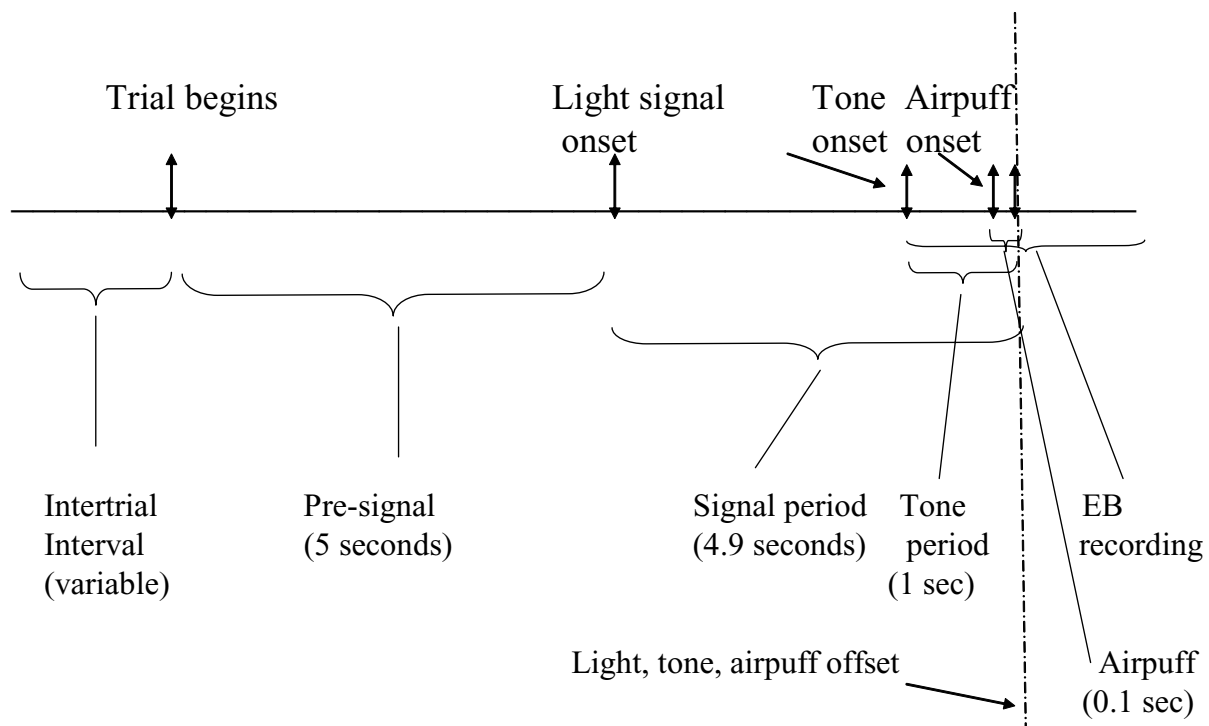 Trial begins
Light signal
onset
Tone
onset
Airpuff
onset
Intertrial
Interval
(variable)
Pre-signal
(5 seconds)
Signal period
(4.9 seconds)
Tone
period
(1 sec)
EB
recording
Light, tone, airpuff offset
Airpuff
(0.1 sec)